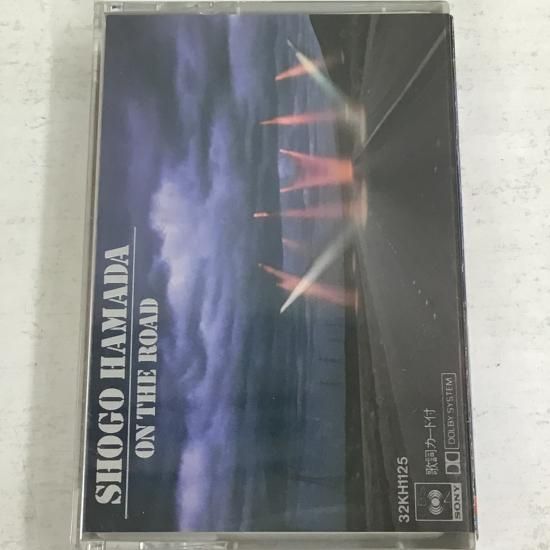 SHOGO HAMADA
ON THE ROAD
32KH1125
歌詞カード付
DOLBY SYSTEM
SONY